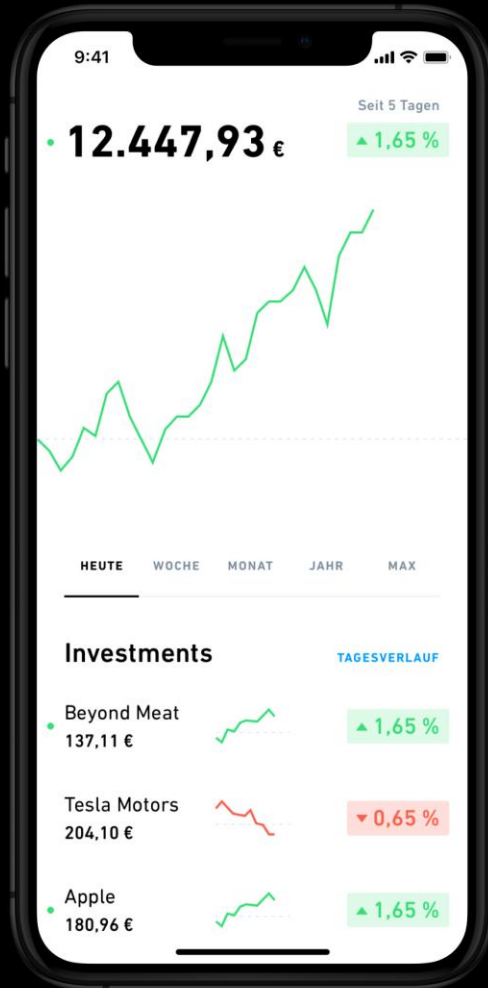 9:41
Seit 5 Tagen
12.447,93 €
▲ 1,65 %
HEUTE WOCHE MONAT JAHR MAX
Investments
TAGESVERLAUF
Beyond Meat
137,11 €
▲ 1,65 %
Tesla Motors
204,10 €
▼ 0,65 %
Apple
180,96 €
▲ 1,65 %